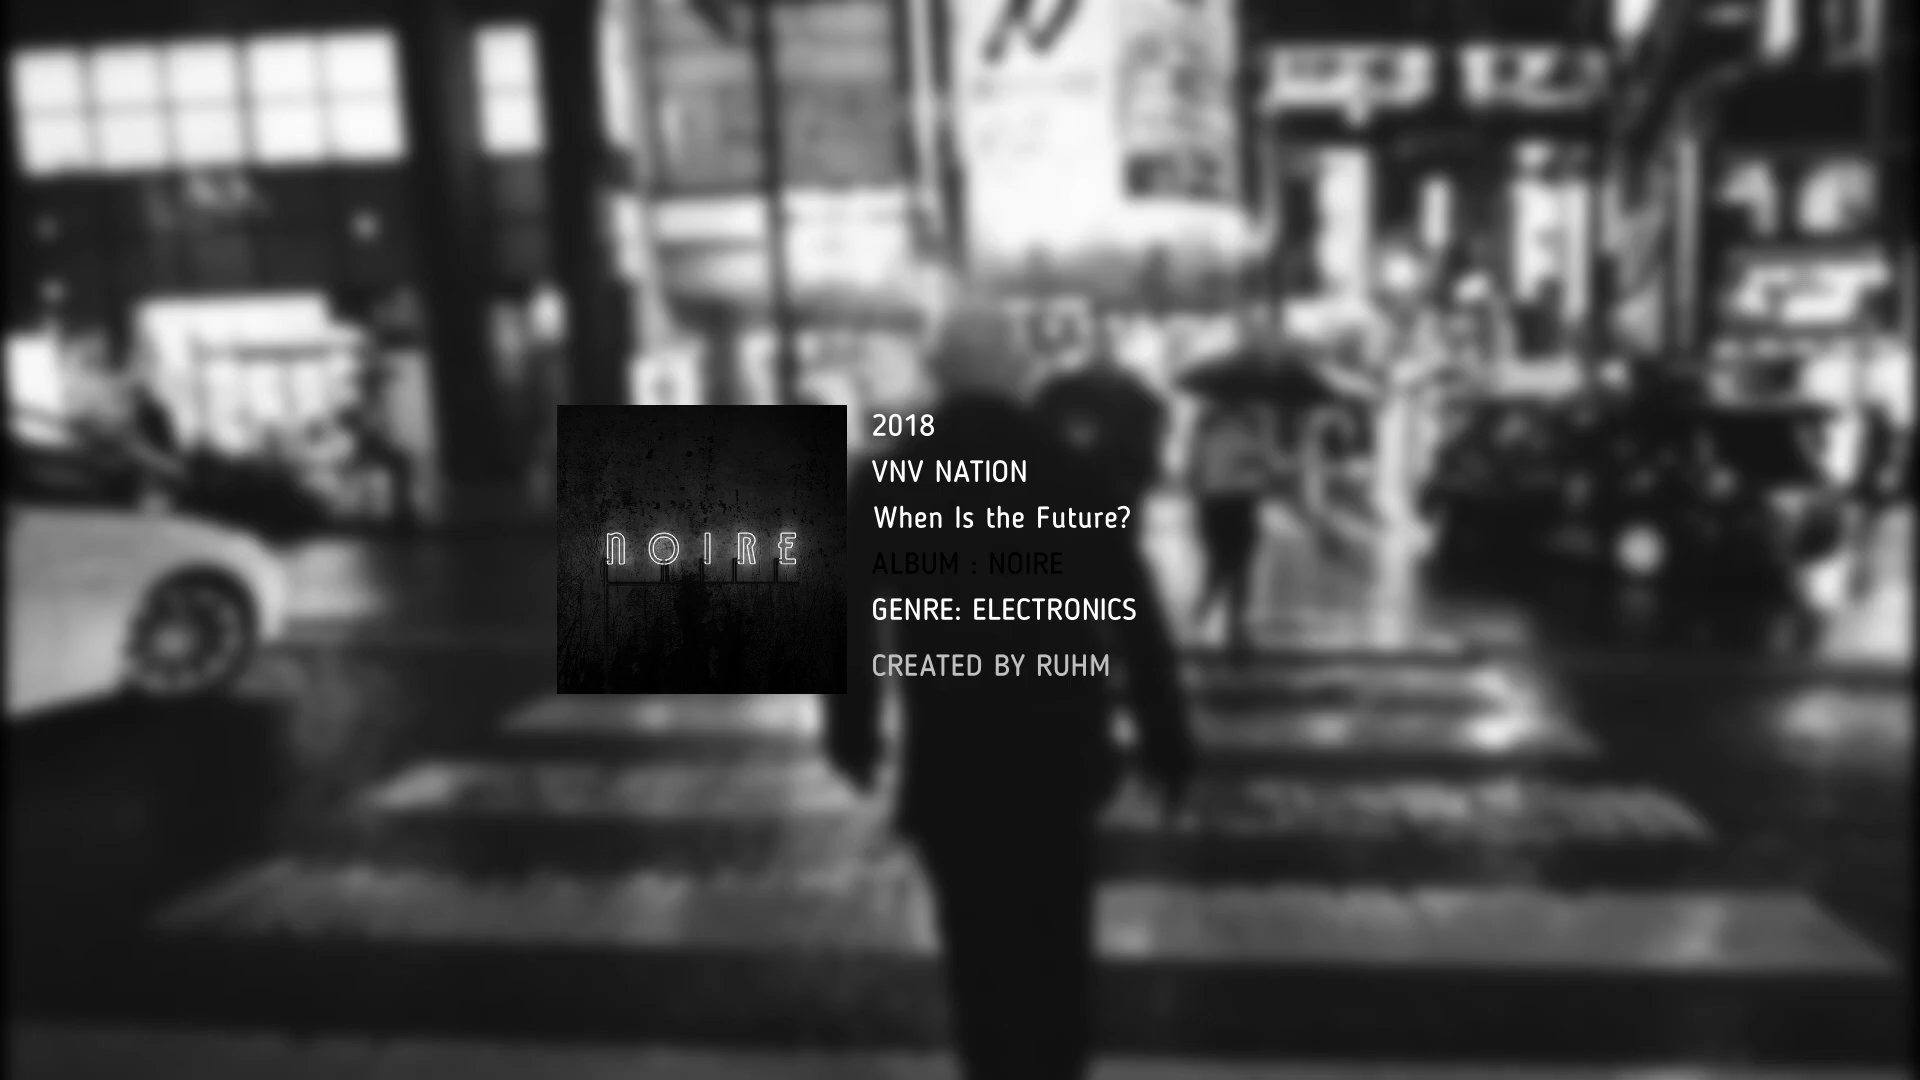 NOIRE
2018
VNV NATION
When Is the Future?
ALBUM : NOIRE
GENRE: ELECTRONICS
CREATED BY RUHM